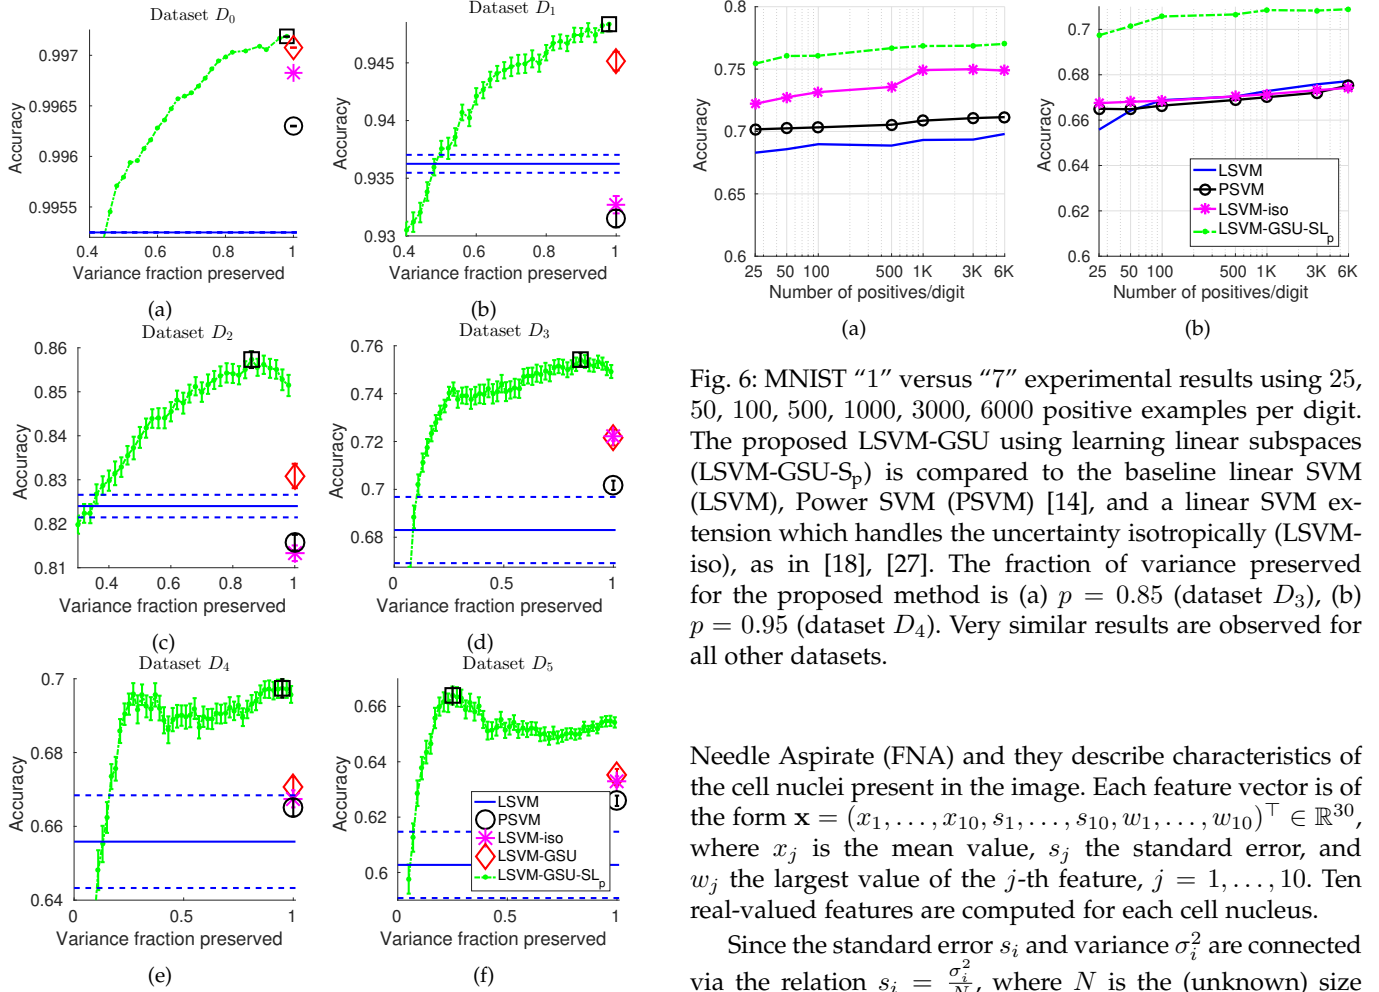 Dataset D0
0.997
0.9965
0.996
0.9955
Accuracy
0.4
0.6
0.8
1
Variance fraction preserved
(a)
Dataset D1
0.945
0.94
0.935
0.93
Accuracy
0.4
0.6
0.8
1
Variance fraction preserved
(b)
Dataset D2
0.86
0.85
0.84
0.83
0.82
0.81
Accuracy
0.4
0.6
0.8
1
Variance fraction preserved
(c)
Dataset D3
0.76
0.74
0.72
0.7
0.68
Accuracy
0
0.5
1
Variance fraction preserved
(d)
Dataset D4
0.7
0.68
0.66
0.64
Accuracy
0
0.5
1
Variance fraction preserved
(e)
Dataset D5
0.66
0.64
0.62
0.6
Accuracy
LSVM
PSVM
LSVM-iso
LSVM-GSU
LSVM-GSU-SLp
0
0.5
1
Variance fraction preserved
(f)
0.8
0.75
0.7
0.65
0.6
Accuracy
25
50
100
500
1K
3K
6K
Number of positives/digit
(a)
0.7
0.68
0.66
0.64
0.62
0.6
Accuracy
LSVM
PSVM
LSVM-iso
LSVM-GSU-SLp
25
50
100
500
1K
3K
6K
Number of positives/digit
(b)
Fig. 6: MNIST “1” versus “7” experimental results using 25,
50, 100, 500, 1000, 3000, 6000 positive examples per digit.
The proposed LSVM-GSU using learning linear subspaces
(LSVM-GSU-Sp) is compared to the baseline linear SVM
(LSVM), Power SVM (PSVM) [14], and a linear SVM ex-
tension which handles the uncertainty isotropically (LSVM-
iso), as in [18], [27]. The fraction of variance preserved
for the proposed method is (a) p = 0.85 (dataset D3), (b)
p = 0.95 (dataset D4). Very similar results are observed for
all other datasets.
Needle Aspirate (FNA) and they describe characteristics of
the cell nuclei present in the image. Each feature vector is of
the form x = (x1, . . . , x10, s1, . . . , s10, w1, . . . , w10)⊤ ∈ ℝ30,
where xj is the mean value, sj the standard error, and
wj the largest value of the j-th feature, j = 1, . . . , 10. Ten
real-valued features are computed for each cell nucleus.
Since the standard error si and variance σi2 are connected
via the relation si = σi2/N, where N is the (unknown) size